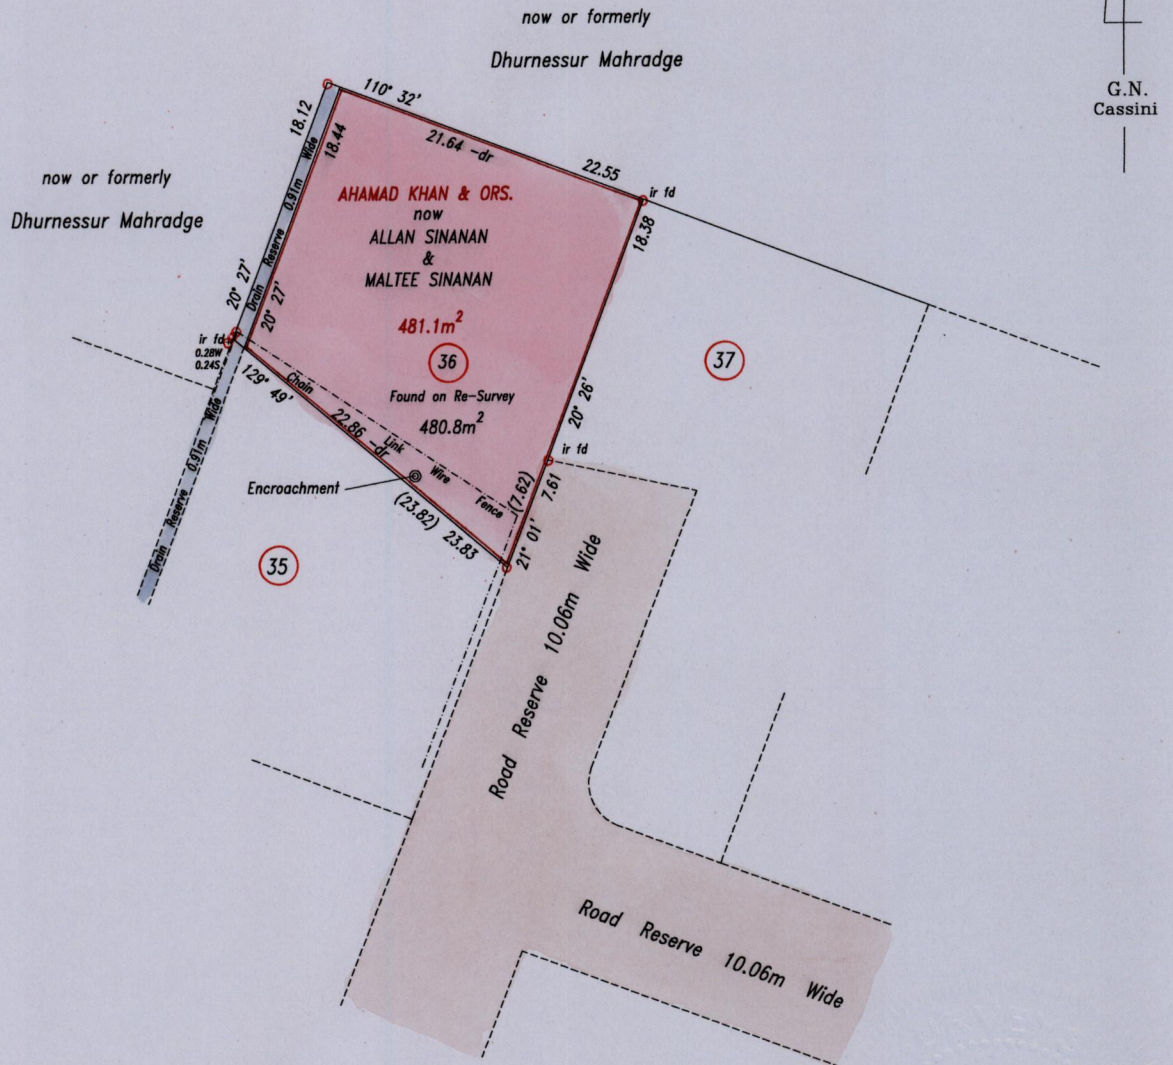 now or formerly
Dhurnessur Mahradge
G.N.
Cassini
110° 32'
18.12
21.64 -dr
22.55
ir fd
18.44
Drain Reserve 0.91m Wide
now or formerly
Dhurnessur Mahradge
AHAMAD KHAN & ORS.
now
ALLAN SINANAN
&
MALTEE SINANAN
18.38
20° 27'
20° 27'
481.1m²
36
37
ir fd
0.28W
0.24S
129° 49'
Found on Re-Survey
480.8m²
20° 26'
Chain Link Wire Fence
22.86 -dr
ir fd
Encroachment
(7.62)
7.61
(23.82) 23.83
21° 01'
Drain Reserve 0.91m Wide
35
Road Reserve 10.06m Wide
Road Reserve 10.06m Wide